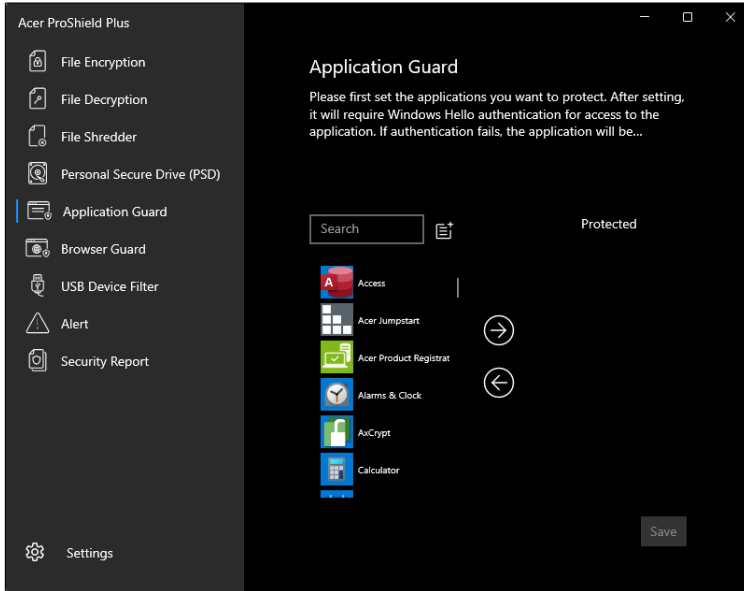 Acer ProShield Plus
File Encryption
File Decryption
File Shredder
Personal Secure Drive (PSD)
Application Guard
Browser Guard
USB Device Filter
Alert
Security Report
Settings
Application Guard
Please first set the applications you want to protect. After setting,
it will require Windows Hello authentication for access to the
application. If authentication fails, the application will be...
Search
Protected
A
Access
Acer Jumpstart
Acer Product Registrat
Alarms & Clock
AxCrypt
Calculator
Save